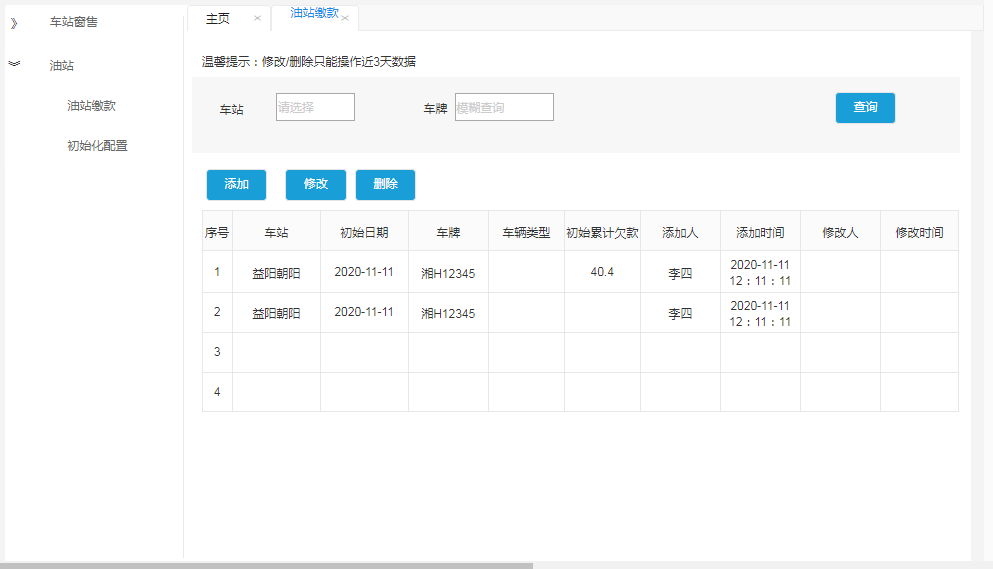 》 车站窗售
︾ 油站
油站缴款
初始化配置
主页 × 油站缴款 ×
温馨提示：修改/删除只能操作近3天数据
车站 请选择 车牌 模糊查询 查询
添加 修改 删除
序号 车站 初始日期 车牌 车辆类型 初始累计欠款 添加人 添加时间 修改人 修改时间
1 益阳朝阳 2020-11-11 湘H12345 40.4 李四 2020-11-11
12：11：11
2 益阳朝阳 2020-11-11 湘H12345 李四 2020-11-11
12：11：11
3
4